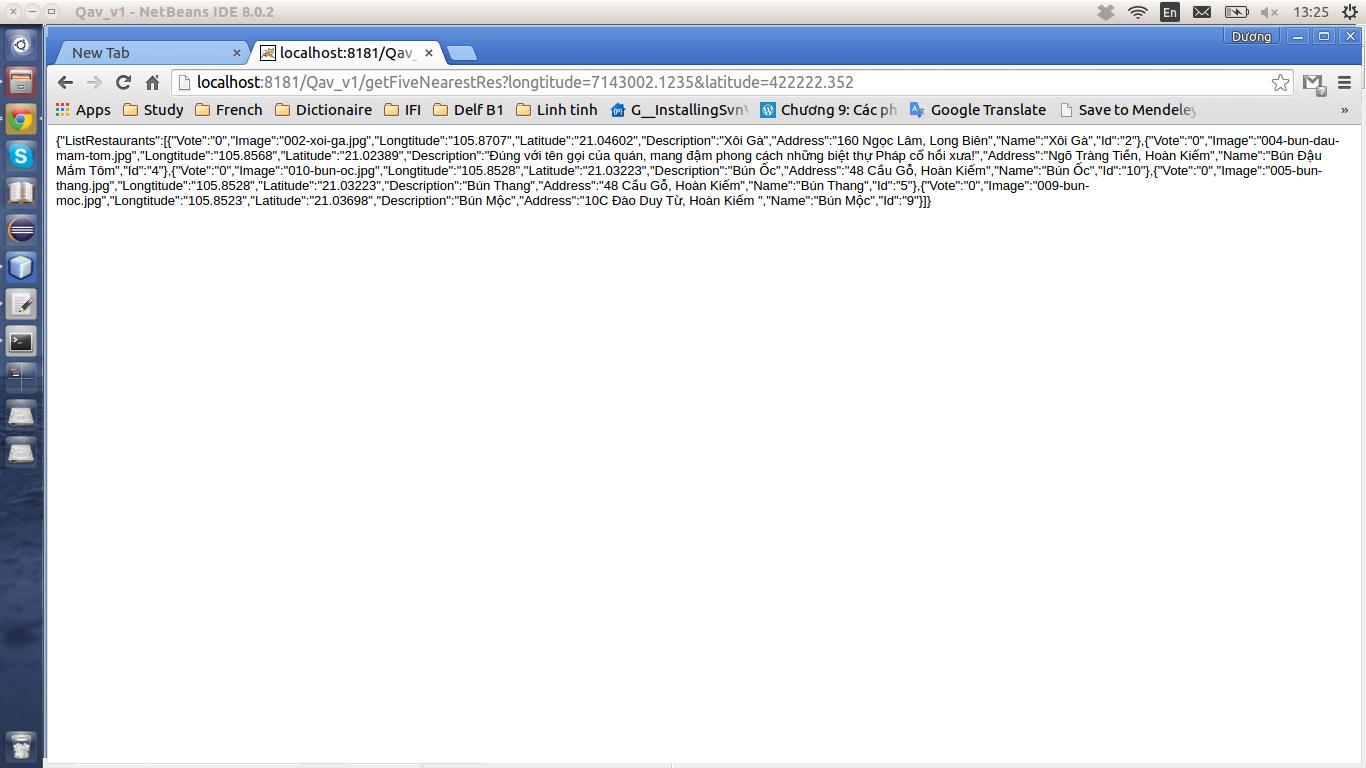 Qav_v1 - NetBeans IDE 8.0.2
En
13:25
New Tab
localhost:8181/Qav_
Dương
localhost:8181/Qav_v1/getFiveNearestRes?longtitude=7143002.1235&latitude=422222.352
Apps Study French Dictionaire IFI Delf B1 Linh tinh G__InstallingSvn Chương 9: Các ph Google Translate Save to Mendeley »
{"ListRestaurants":[{"Vote":"0","Image":"002-xoi-ga.jpg","Longtitude":"105.8707","Latitude":"21.04602","Description":"Xôi Gà","Address":"160 Ngọc Lâm, Long Biên","Name":"Xôi Gà","Id":"2"},{"Vote":"0","Image":"004-bun-dau-
mam-tom.jpg","Longtitude":"105.8568","Latitude":"21.02389","Description":"Đúng với tên gọi của quán, mang đậm phong cách những biệt thự Pháp cổ hồi xưa!","Address":"Ngõ Tràng Tiền, Hoàn Kiếm","Name":"Bún Đậu
Mắm Tôm","Id":"4"},{"Vote":"0","Image":"010-bun-oc.jpg","Longtitude":"105.8528","Latitude":"21.03223","Description":"Bún Ốc","Address":"48 Cầu Gỗ, Hoàn Kiếm","Name":"Bún Ốc","Id":"10"},{"Vote":"0","Image":"005-bun-
thang.jpg","Longtitude":"105.8528","Latitude":"21.03223","Description":"Bún Thang","Address":"48 Cầu Gỗ, Hoàn Kiếm","Name":"Bún Thang","Id":"5"},{"Vote":"0","Image":"009-bun-
moc.jpg","Longtitude":"105.8523","Latitude":"21.03698","Description":"Bún Mộc","Address":"10C Đào Duy Từ, Hoàn Kiếm ","Name":"Bún Mộc","Id":"9"}]}